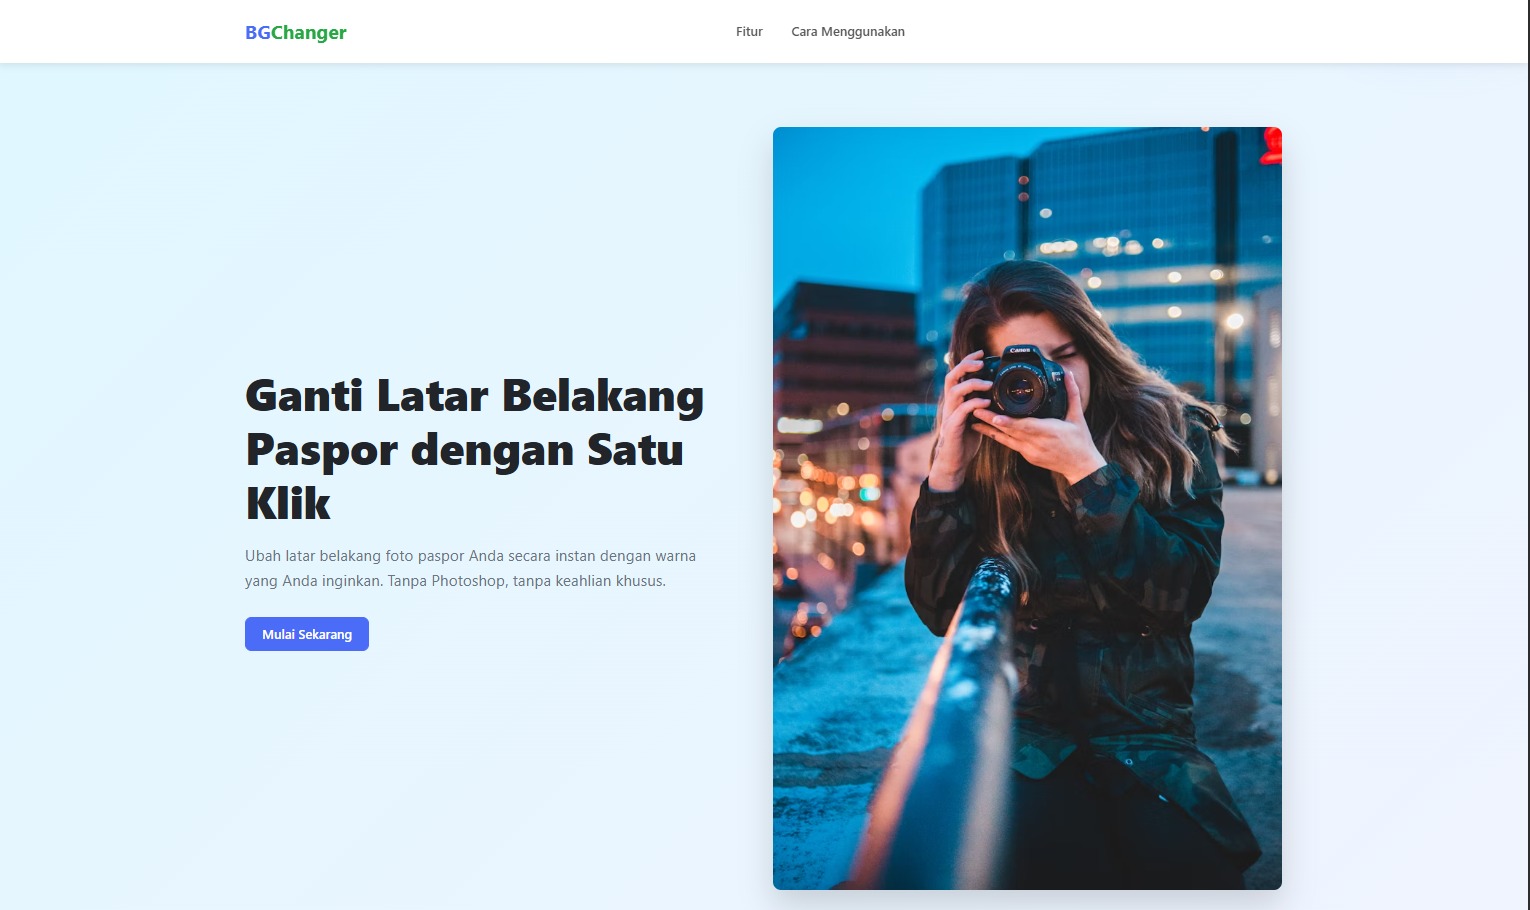 BGChanger
Fitur
Cara Menggunakan
Ganti Latar Belakang
Paspor dengan Satu
Klik
Ubah latar belakang foto paspor Anda secara instan dengan warna
yang Anda inginkan. Tanpa Photoshop, tanpa keahlian khusus.
Mulai Sekarang
Canon